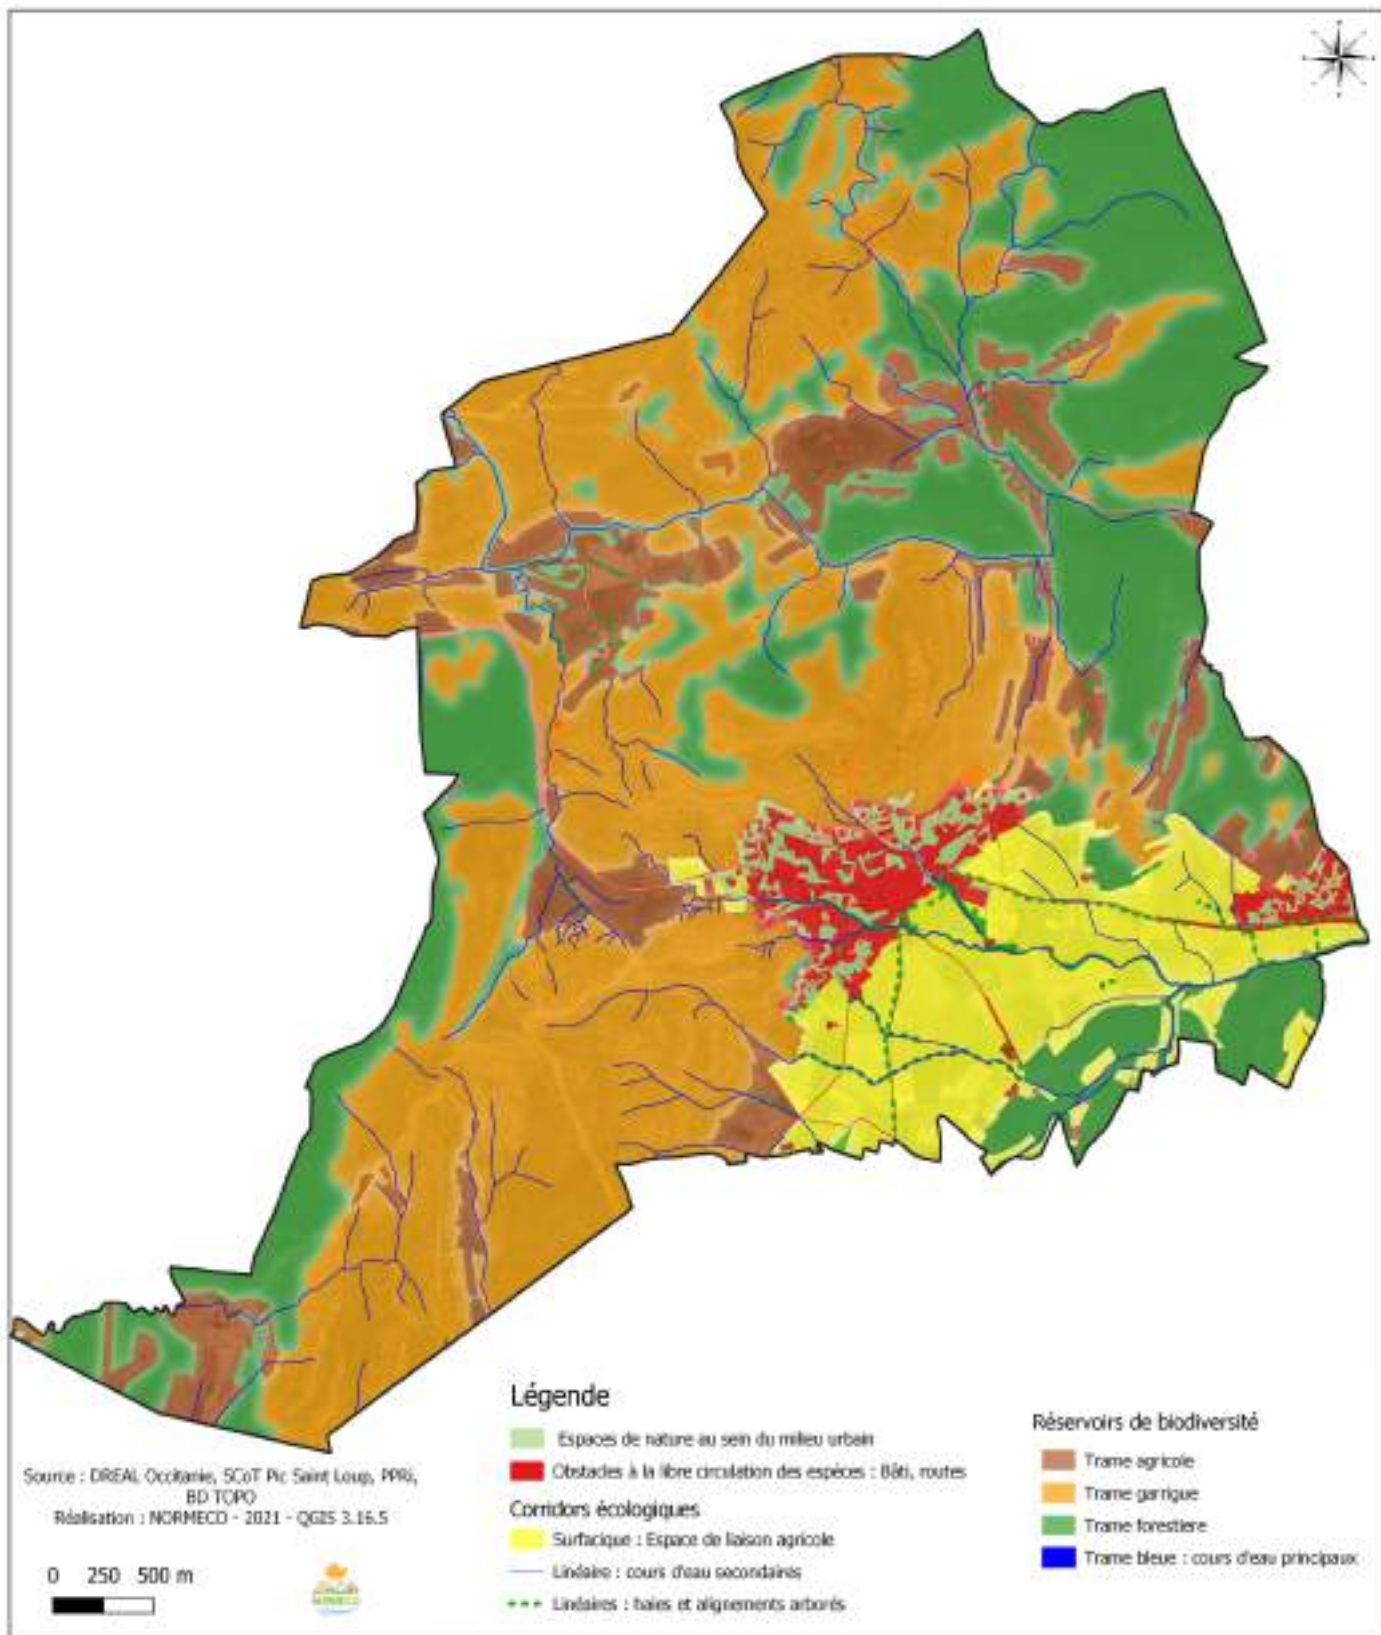 Légende
Espaces de nature au sein du milieu urbain
Obstacles à la libre circulation des espèces : Bâti, routes
Corridors écologiques
Surfacique : Espace de liaison agricole
Linéaire : cours d'eau secondaires
Linéaires : haies et alignements arborés
Réservoirs de biodiversité
Trame agricole
Trame garrigue
Trame forestiere
Trame bleue : cours d'eau principaux
Source : DREAL Occitanie, SCoT Pic Saint Loup, PPRi,
BD TOPO
Réalisation : NORMECO - 2021 - QGIS 3.16.5
0 250 500 m
NORMECO